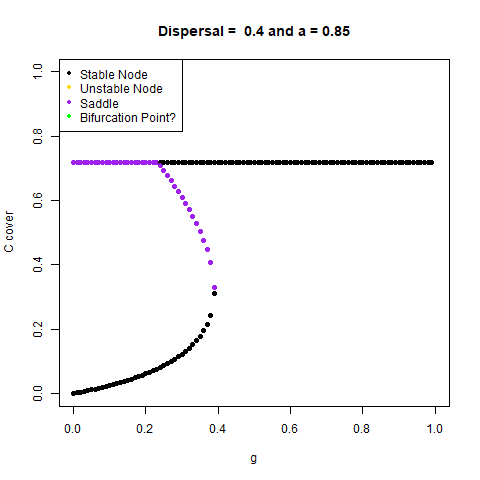 Dispersal =  0.4 and a = 0.85
Stable Node
Unstable Node
Saddle
Bifurcation Point?
C cover
1.0
0.8
0.6
0.4
0.2
0.0
0.0 0.2 0.4 0.6 0.8 1.0
g